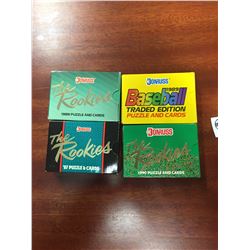 DONRUSS
The
Rookies
1988 PUZZLE AND CARDS
DONRUSS
1989
Baseball
TRADED EDITION
PUZZLE AND CARDS
DONRUSS
The
Rookies
'87 PUZZLE & CARDS
DONRUSS
The
Rookies
1990 PUZZLE AND CARDS